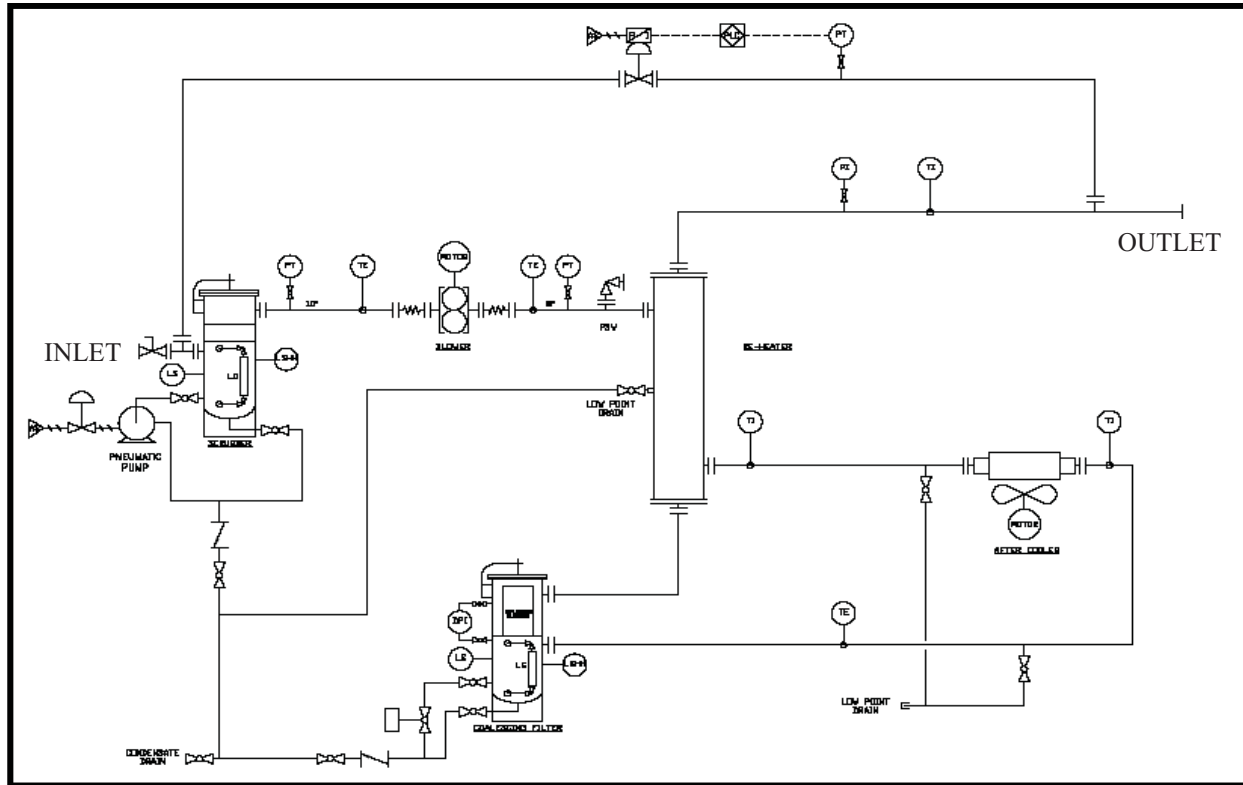 PLC
PT
PI
TI
OUTLET
MOTOR
PT
TE
TE
PT
10"
8"
PSV
BLOWER
RE-HEATER
INLET
LSHH
LS
LG
LOW POINT
DRAIN
SCRUBBER
PNEUMATIC
PUMP
TI
TI
MOTOR
AFTER COOLER
DPI
TE
LS
LG
LSHH
LOW POINT
DRAIN
COALESCING FILTER
CONDENSATE
DRAIN